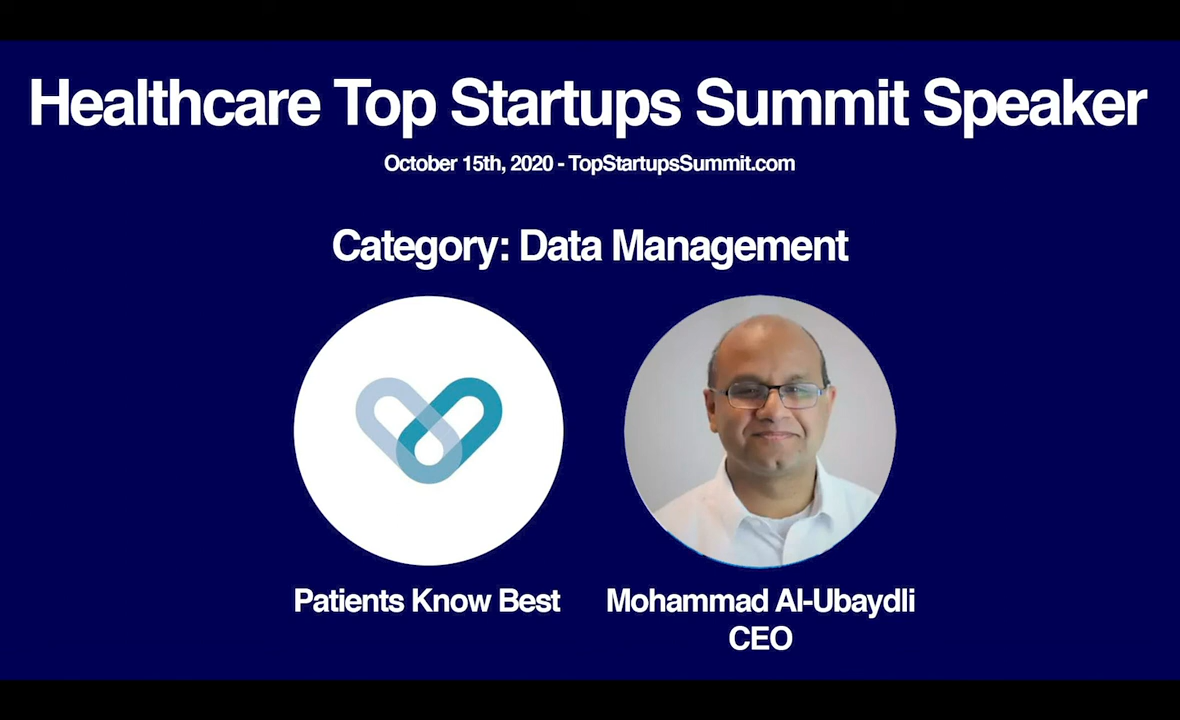 Healthcare Top Startups Summit Speaker
October 15th, 2020 - TopStartupsSummit.com
Category: Data Management
Patients Know Best
Mohammad Al-Ubaydli
CEO